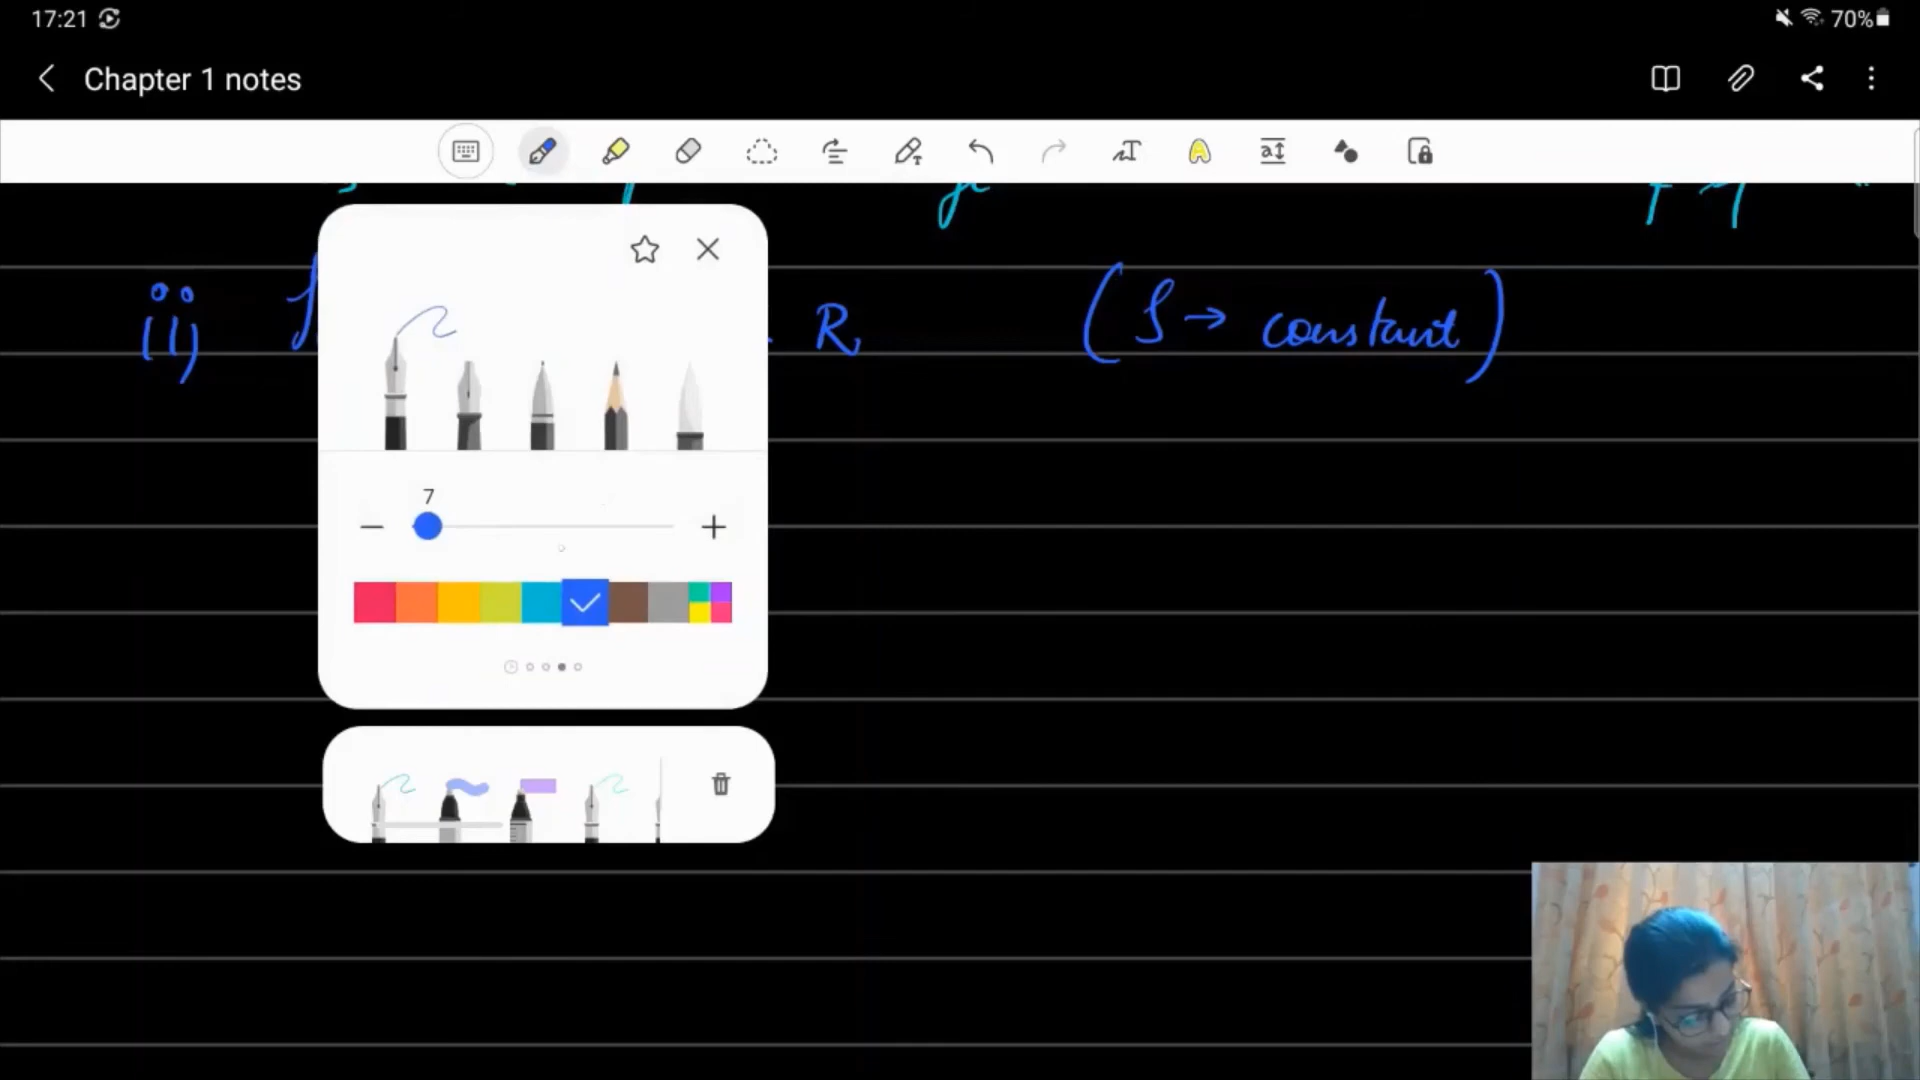 17:21 70%
Chapter 1 notes
(ii) R (ρ → constant)
7